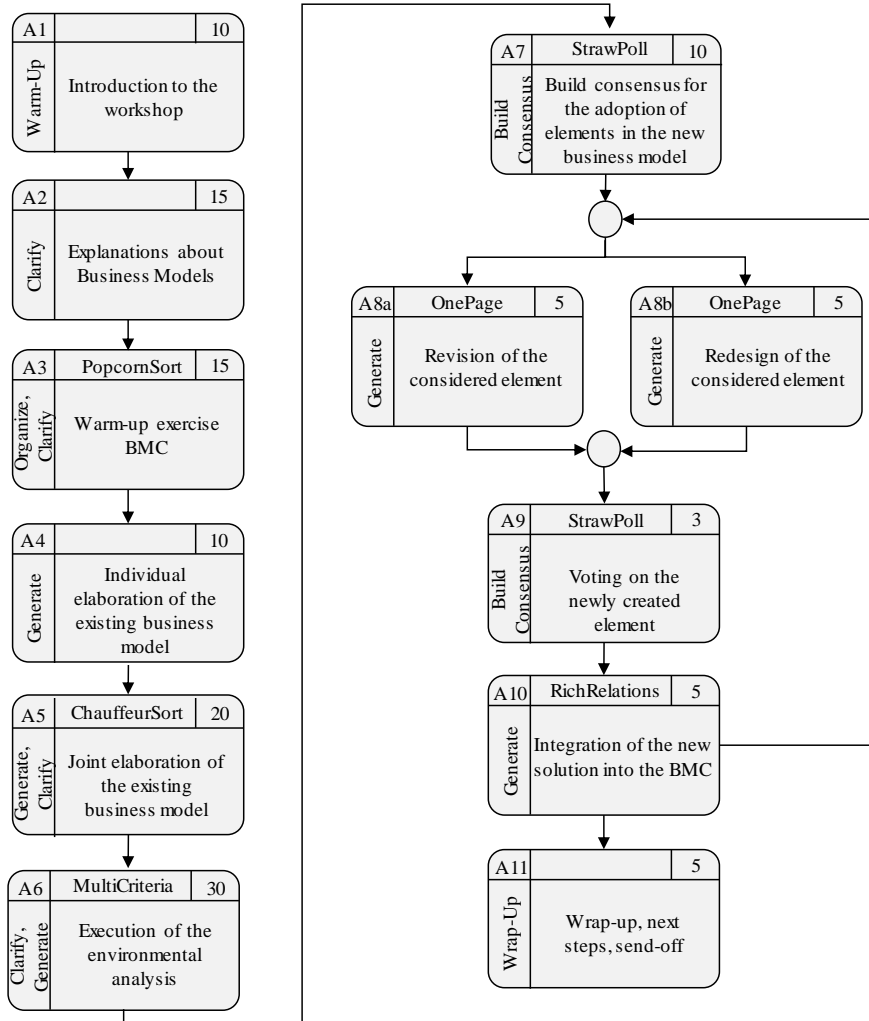 A1 10
Warm-Up
Introduction to the
workshop
A2 15
Clarify
Explanations about
Business Models
A3 PopcornSort 15
Organize,
Clarify
Warm-up exercise
BMC
A4 10
Generate
Individual
elaboration of the
existing business
model
A5 ChauffeurSort 20
Generate,
Clarify
Joint elaboration of
the existing
business model
A6 MultiCriteria 30
Clarify,
Generate
Execution of the
environmental
analysis
A7 StrawPoll 10
Build
Consensus
Build consensus for
the adoption of
elements in the new
business model
A8a OnePage 5
Generate
Revision of the
considered element
A8b OnePage 5
Generate
Redesign of the
considered element
A9 StrawPoll 3
Build
Consensus
Voting on the
newly created
element
A10 RichRelations 5
Generate
Integration of the new
solution into the BMC
A11 5
Wrap-Up
Wrap-up, next
steps, send-off